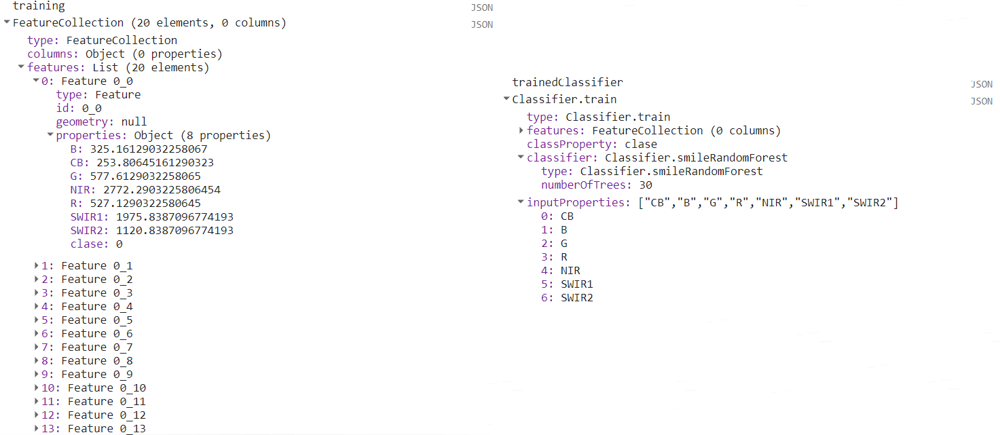 training JSON
FeatureCollection (20 elements, 0 columns) JSON
type: FeatureCollection
columns: Object (0 properties)
features: List (20 elements)
0: Feature 0_0
type: Feature
id: 0_0
geometry: null
properties: Object (8 properties)
B: 325.16129032258067
CB: 253.80645161290323
G: 577.6129032258065
NIR: 2772.2903225806454
R: 527.1290322580645
SWIR1: 1975.8387096774193
SWIR2: 1120.8387096774193
clase: 0
1: Feature 0_1
2: Feature 0_2
3: Feature 0_3
4: Feature 0_4
5: Feature 0_5
6: Feature 0_6
7: Feature 0_7
8: Feature 0_8
9: Feature 0_9
10: Feature 0_10
11: Feature 0_11
12: Feature 0_12
13: Feature 0_13
trainedClassifier JSON
Classifier.train JSON
type: Classifier.train
features: FeatureCollection (0 columns)
classProperty: clase
classifier: Classifier.smileRandomForest
type: Classifier.smileRandomForest
numberOfTrees: 30
inputProperties: ["CB","B","G","R","NIR","SWIR1","SWIR2"]
0: CB
1: B
2: G
3: R
4: NIR
5: SWIR1
6: SWIR2